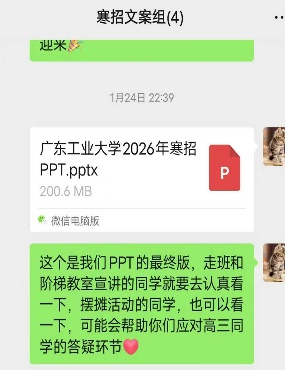 寒招文案组(4)
迎来🎉
1月24日 22:39
广东工业大学2026年寒招
PPT.pptx
200.6 MB
P
微信电脑版
这个是我们PPT的最终版，走班和
阶梯教室宣讲的同学就要去认真看
一下，摆摊活动的同学，也可以看
一下，可能会帮助你们应对高三同
学的答疑环节❤️